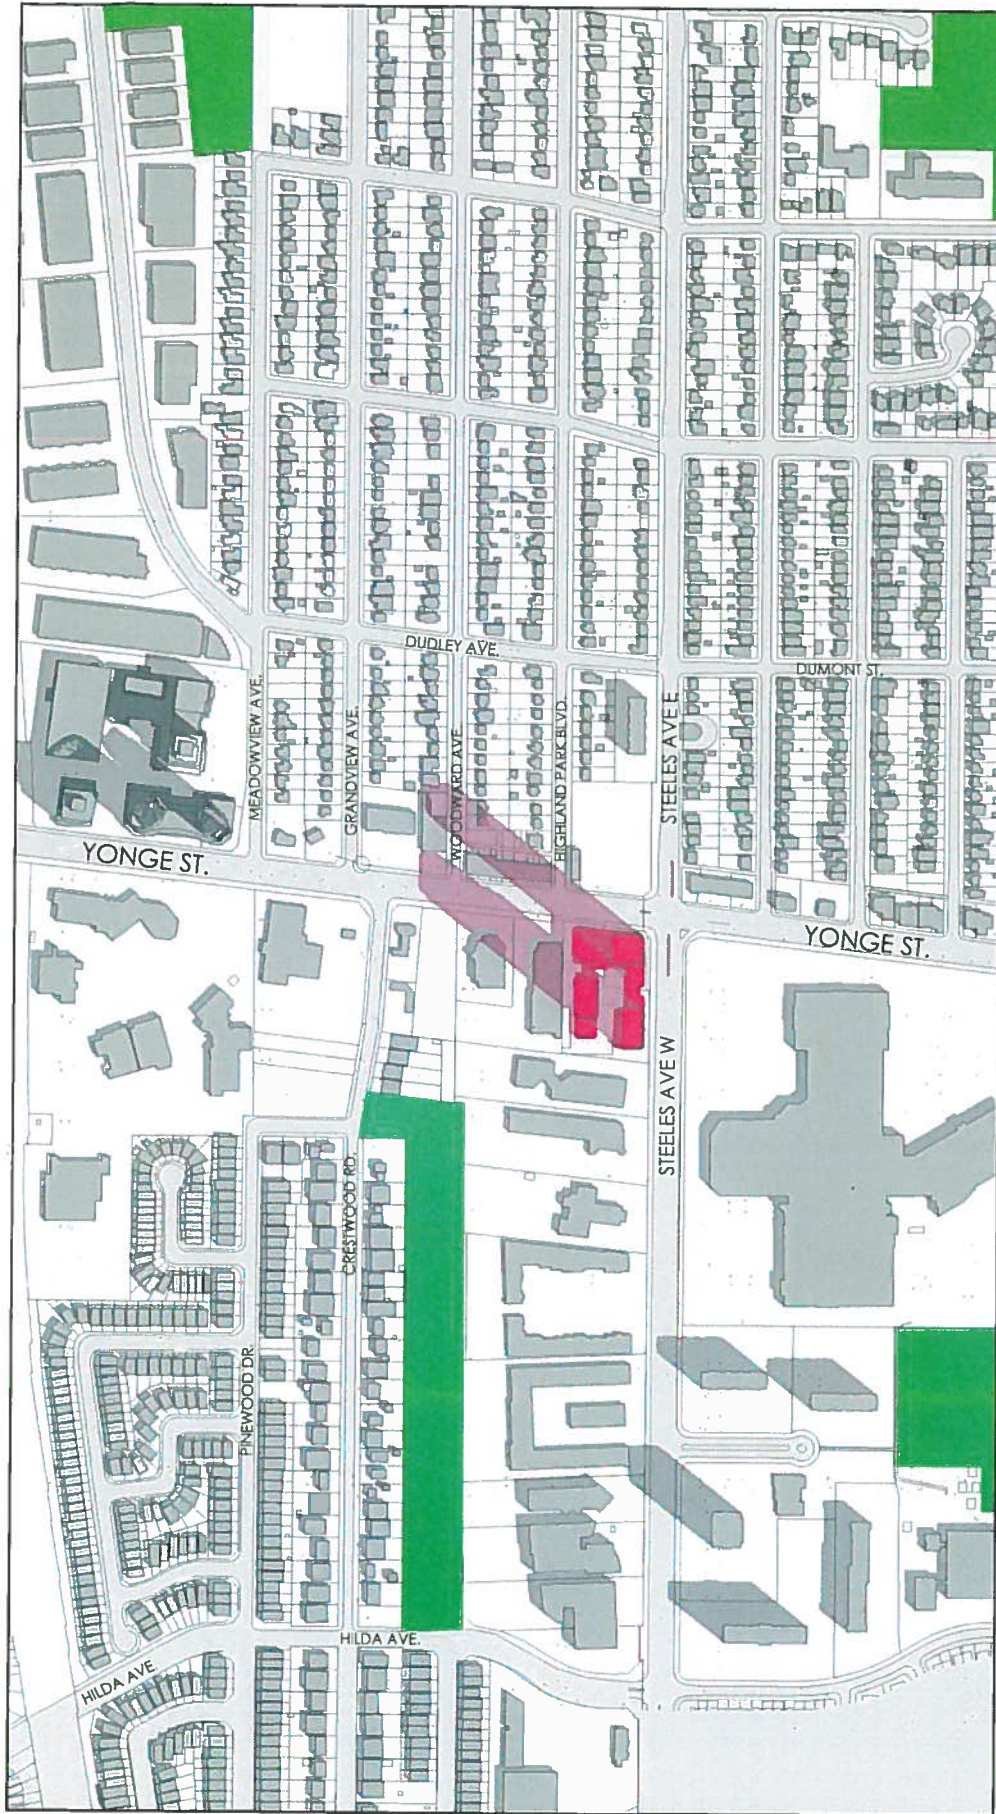 DUDLEY AVE.
DUMONT ST.
MEADOWVIEW AVE.
GRANDVIEW AVE.
WOODWARD AVE.
HIGHLAND PARK BLVD.
STEELES AVE E
YONGE ST.
YONGE ST.
STEELES AVE W
CRESTWOOD RD.
PINEWOOD DR.
HILDA AVE.
HILDA AVE.